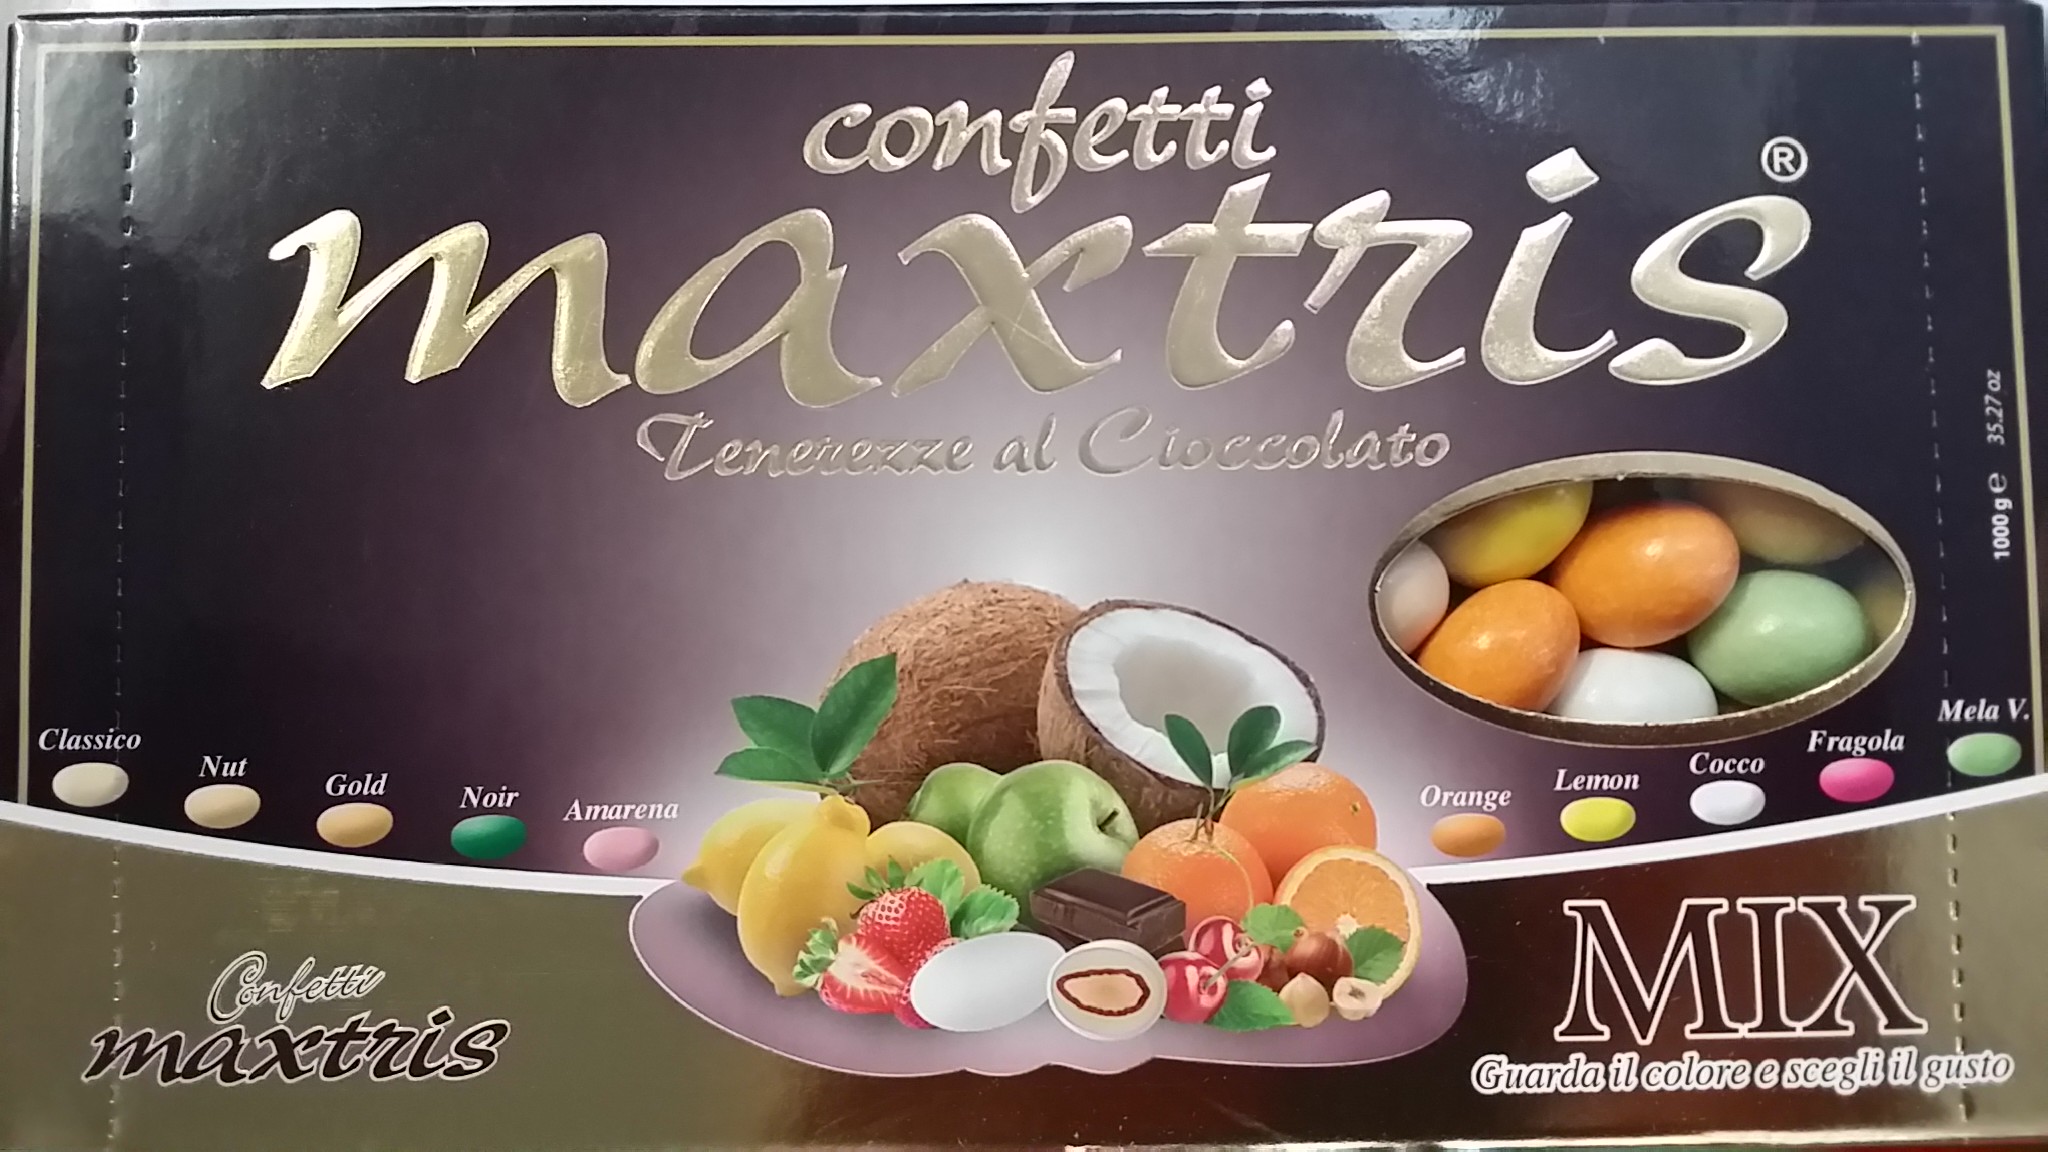 confetti
maxtris ®
Tenerezze al Cioccolato
1000 g e 35.27 oz
Classico
Nut
Gold
Noir
Amarena
Orange
Lemon
Cocco
Fragola
Mela V.
Confetti
maxtris
MIX
Guarda il colore e scegli il gusto